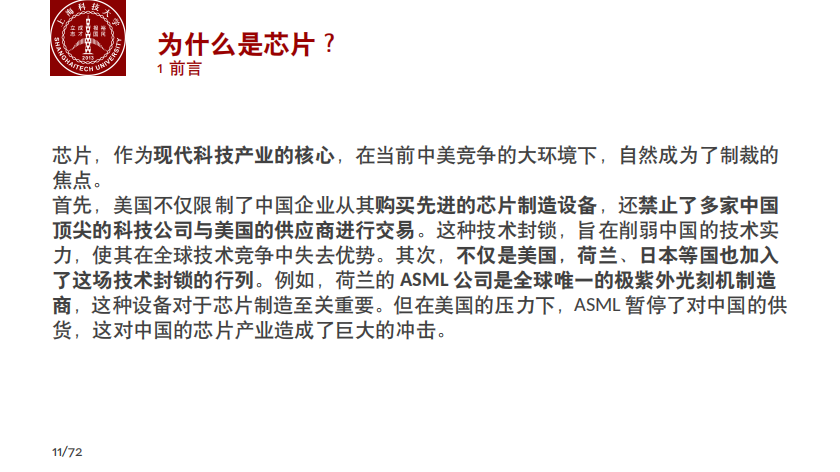 上海科技大学
立志 成才 报国 裕民
2013
SHANGHAITECH UNIVERSITY
为什么是芯片？
1 前言
芯片，作为现代科技产业的核心，在当前中美竞争的大环境下，自然成为了制裁的
焦点。
首先，美国不仅限制了中国企业从其购买先进的芯片制造设备，还禁止了多家中国
顶尖的科技公司与美国的供应商进行交易。这种技术封锁，旨在削弱中国的技术实
力，使其在全球技术竞争中失去优势。其次，不仅是美国，荷兰、日本等国也加入
了这场技术封锁的行列。例如，荷兰的 ASML 公司是全球唯一的极紫外光刻机制造
商，这种设备对于芯片制造至关重要。但在美国的压力下，ASML 暂停了对中国的供
货，这对中国的芯片产业造成了巨大的冲击。
11/72